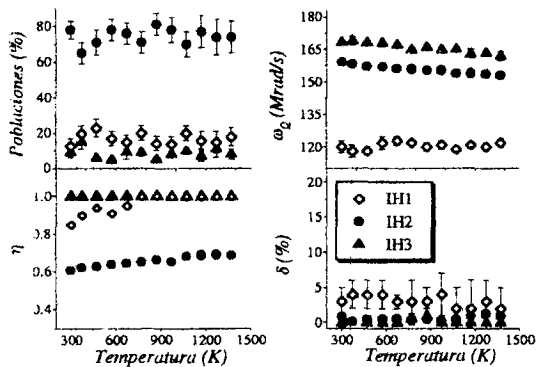 Poblaciones (%)
80
60
40
20
0
ω_Q (Mrad/s)
180
165
150
135
120
η
1.0
0.8
0.6
0.4
300 600 900 1200 1500
Temperatura (K)
δ (%)
20
15
10
5
0
IH1
IH2
IH3
300 600 900 1200 1500
Temperatura (K)